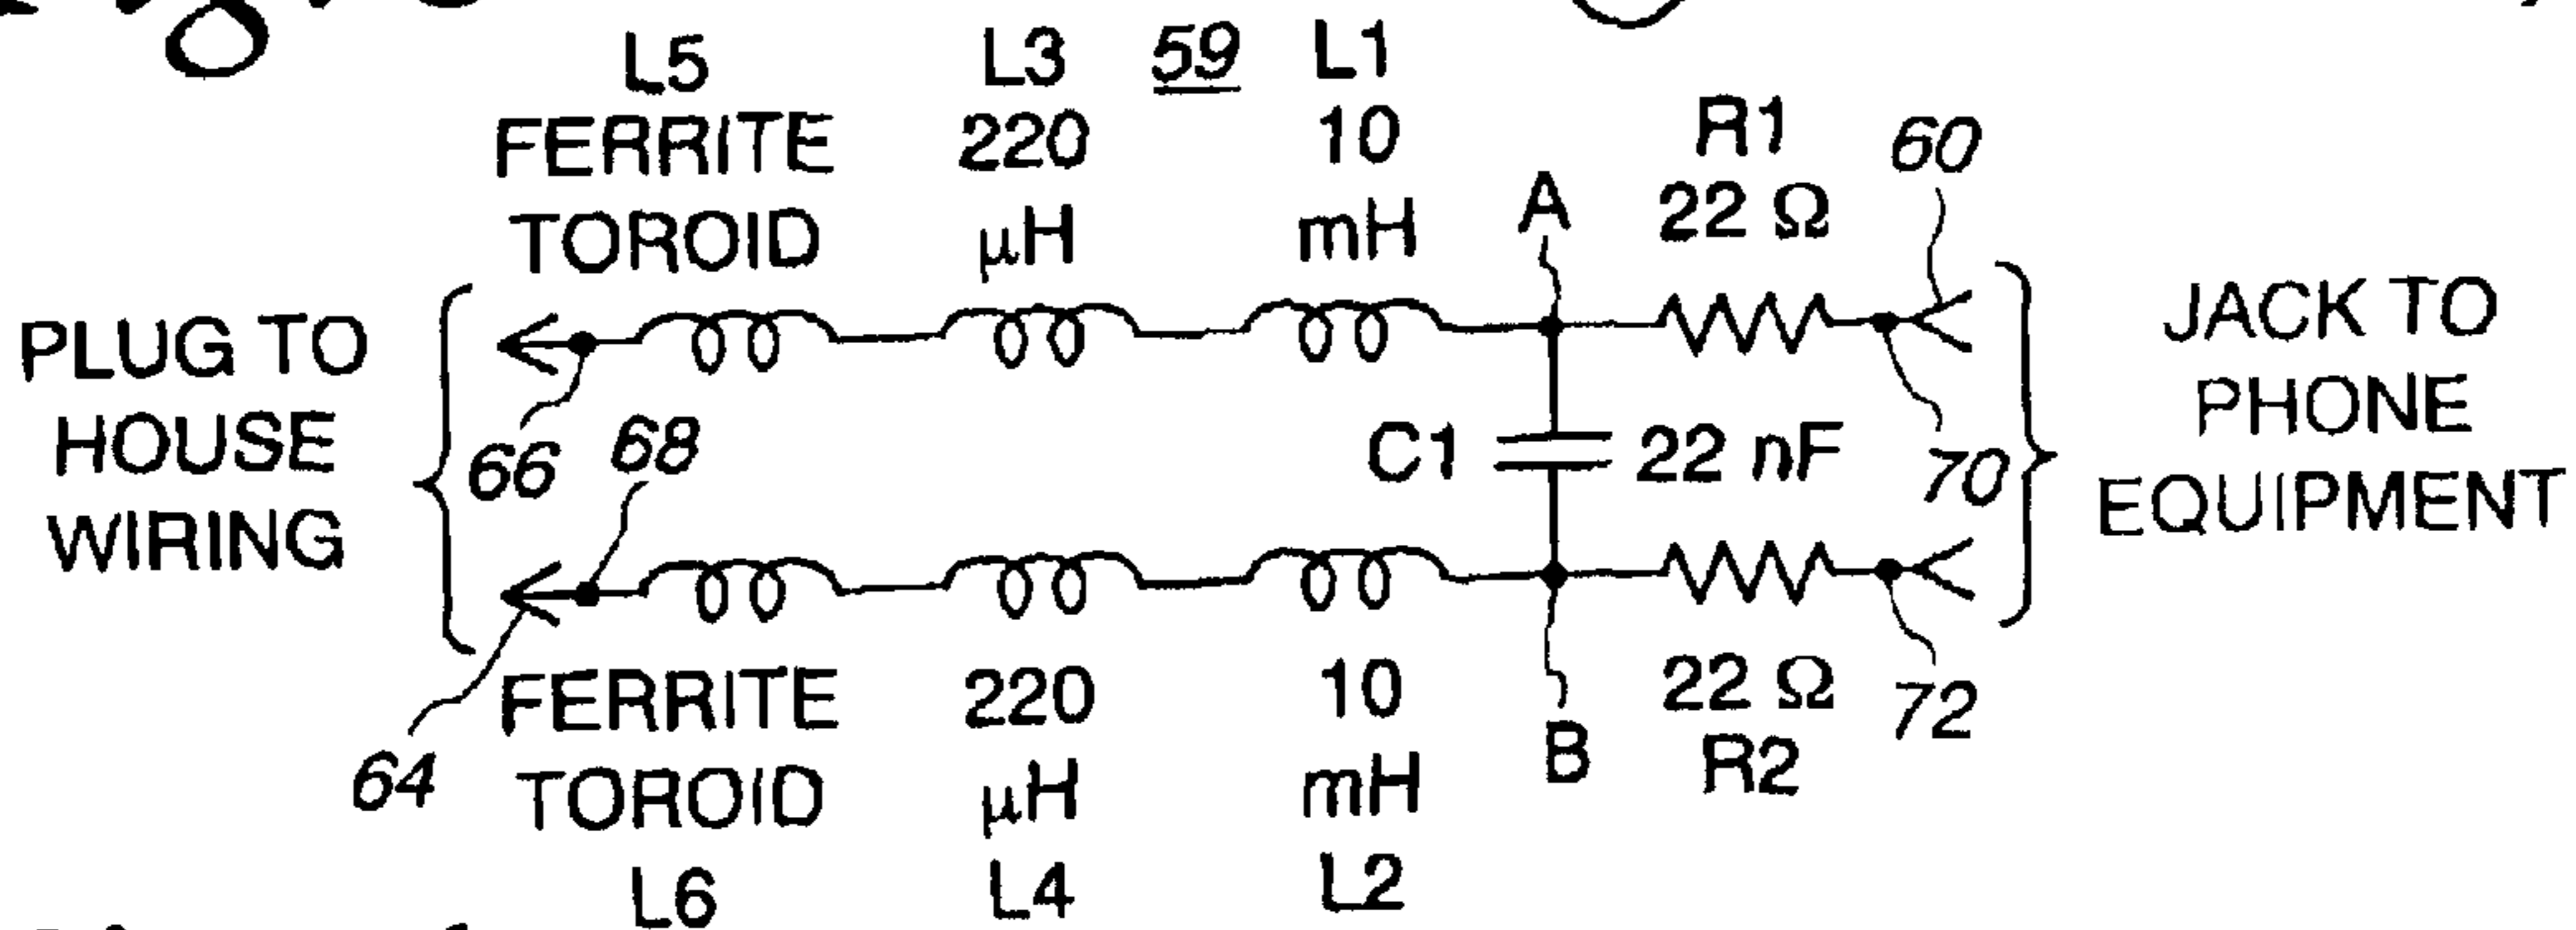 L5
FERRITE
TOROID
L3
220
μH
59
L1
10
mH
A
R1
22 Ω
60
PLUG TO
HOUSE
WIRING
66
68
C1
22 nF
70
JACK TO
PHONE
EQUIPMENT
64
FERRITE
TOROID
L6
220
μH
L4
10
mH
L2
B
22 Ω
R2
72